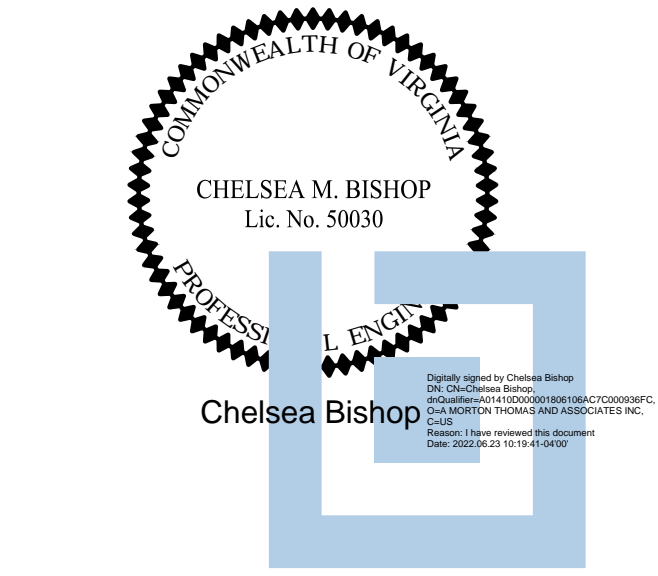 COMMONWEALTH OF VIRGINIA
CHELSEA M. BISHOP
Lic. No. 50030
PROFESSI L ENGIN
Chelsea Bishop
Digitally signed by Chelsea Bishop
DN: CN=Chelsea Bishop,
dnQualifier=A01410D000001806106AC7C000936FC,
O=A MORTON THOMAS AND ASSOCIATES INC,
C=US
Reason: I have reviewed this document
Date: 2022.06.23 10:19:41-04'00'